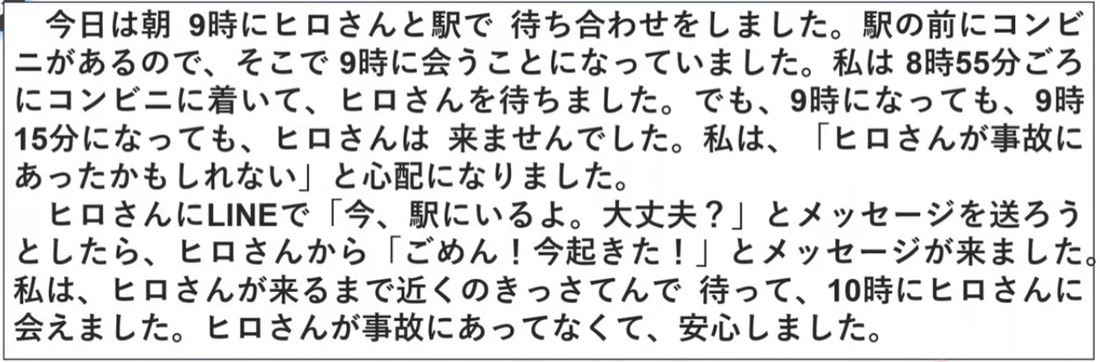 今日は朝 9時にヒロさんと駅で 待ち合わせをしました。駅の前にコンビ
ニがあるので、そこで 9時に会うことになっていました。私は 8時55分ごろ
にコンビニに着いて、ヒロさんを待ちました。でも、9時になっても、9時
15分になっても、ヒロさんは 来ませんでした。私は、「ヒロさんが事故に
あったかもしれない」と心配になりました。
ヒロさんにLINEで「今、駅にいるよ。大丈夫？」とメッセージを送ろう
としたら、ヒロさんから「ごめん！今起きた！」とメッセージが来ました。
私は、ヒロさんが来るまで近くのきっさてんで 待って、10時にヒロさんに
会えました。ヒロさんが事故にあってなくて、安心しました。